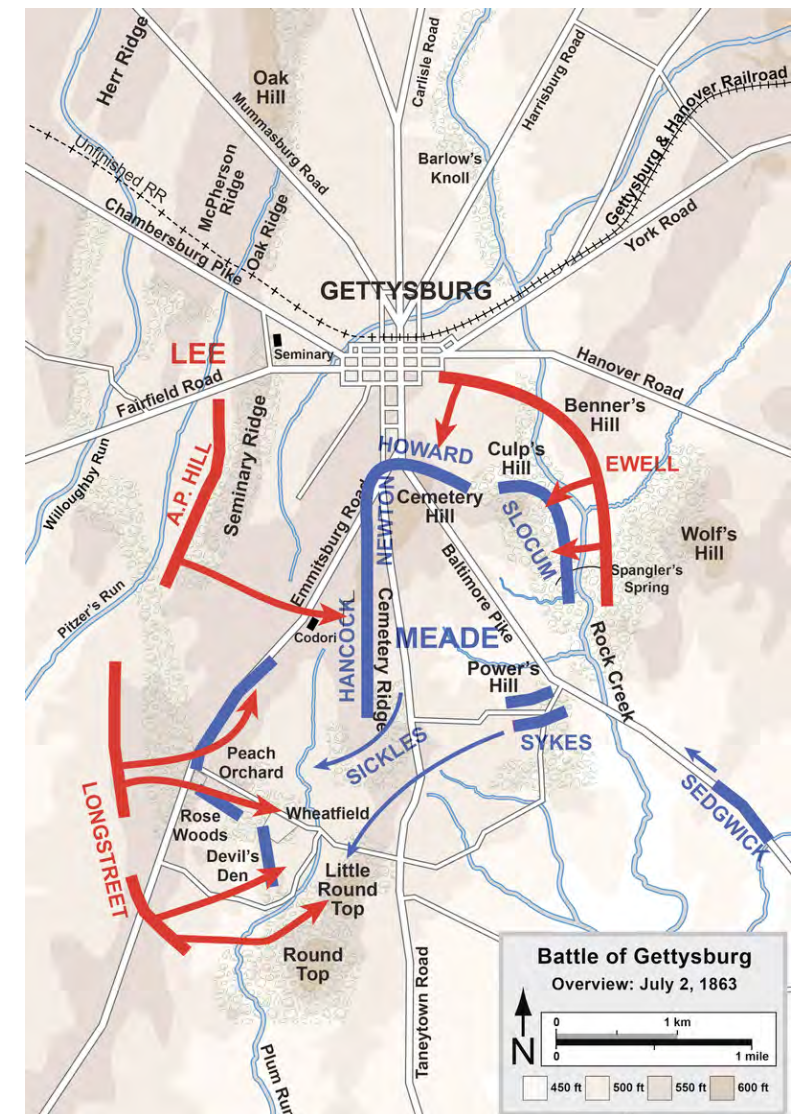 Herr Ridge
Oak
Hill
Mummasburg Road
Carlisle Road
Harrisburg Road
Gettysburg & Hanover Railroad
Unfinished RR
McPherson
Ridge
Barlow's
Knoll
Chambersburg Pike
Oak Ridge
York Road
GETTYSBURG
LEE
Seminary
Hanover Road
Fairfield Road
Benner's
Hill
HOWARD
Culp's
Hill
EWELL
Willoughby Run
A.P. HILL
Seminary Ridge
NEWTON
Cemetery
Hill
SLOCUM
Wolf's
Hill
Emmitsburg Road
Baltimore Pike
Spangler's
Spring
Pitzer's Run
Codori
HANCOCK
Cemetery Ridge
MEADE
Rock Creek
Power's
Hill
SYKES
SICKLES
Peach
Orchard
SEDGWICK
LONGSTREET
Wheatfield
Rose
Woods
Devil's
Den
Little
Round
Top
Round
Top
Taneytown Road
Plum Run
Battle of Gettysburg
Overview: July 2, 1863
N
0 1 km
0 1 mile
450 ft 500 ft 550 ft 600 ft